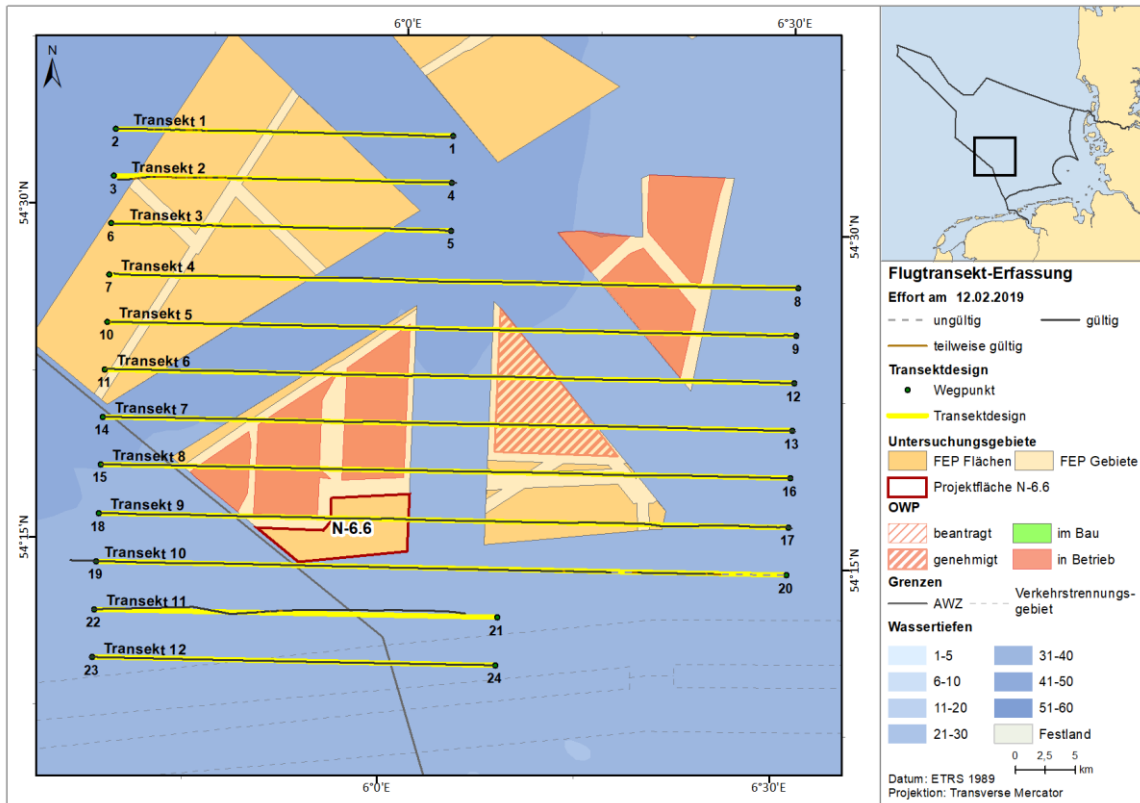 6°0'E
6°30'E
N
Transekt 1
2
1
Transekt 2
3
4
54°30'N
Transekt 3
6
5
54°30'N
Transekt 4
7
8
Transekt 5
10
9
Transekt 6
11
12
Transekt 7
14
13
Transekt 8
15
16
Transekt 9
18
N-6.6
17
54°15'N
Transekt 10
19
20
54°15'N
Transekt 11
22
21
Transekt 12
23
24
6°0'E
6°30'E
Flugtransekt-Erfassung
Effort am 12.02.2019
ungültig
gültig
teilweise gültig
Transektdesign
Wegpunkt
Transektdesign
Untersuchungsgebiete
FEP Flächen
FEP Gebiete
Projektfläche N-6.6
OWP
beantragt
im Bau
genehmigt
in Betrieb
Grenzen
AWZ
Verkehrstrennungs-
gebiet
Wassertiefen
1-5
31-40
6-10
41-50
11-20
51-60
21-30
Festland
0 2,5 5
km
Datum: ETRS 1989
Projektion: Transverse Mercator